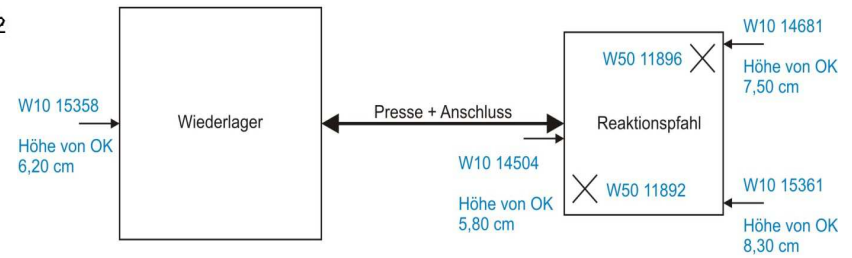 W10 15358
Höhe von OK
6,20 cm
Wiederlager
Presse + Anschluss
W10 14504
Höhe von OK
5,80 cm
W50 11896
Reaktionspfahl
W50 11892
W10 14681
Höhe von OK
7,50 cm
W10 15361
Höhe von OK
8,30 cm